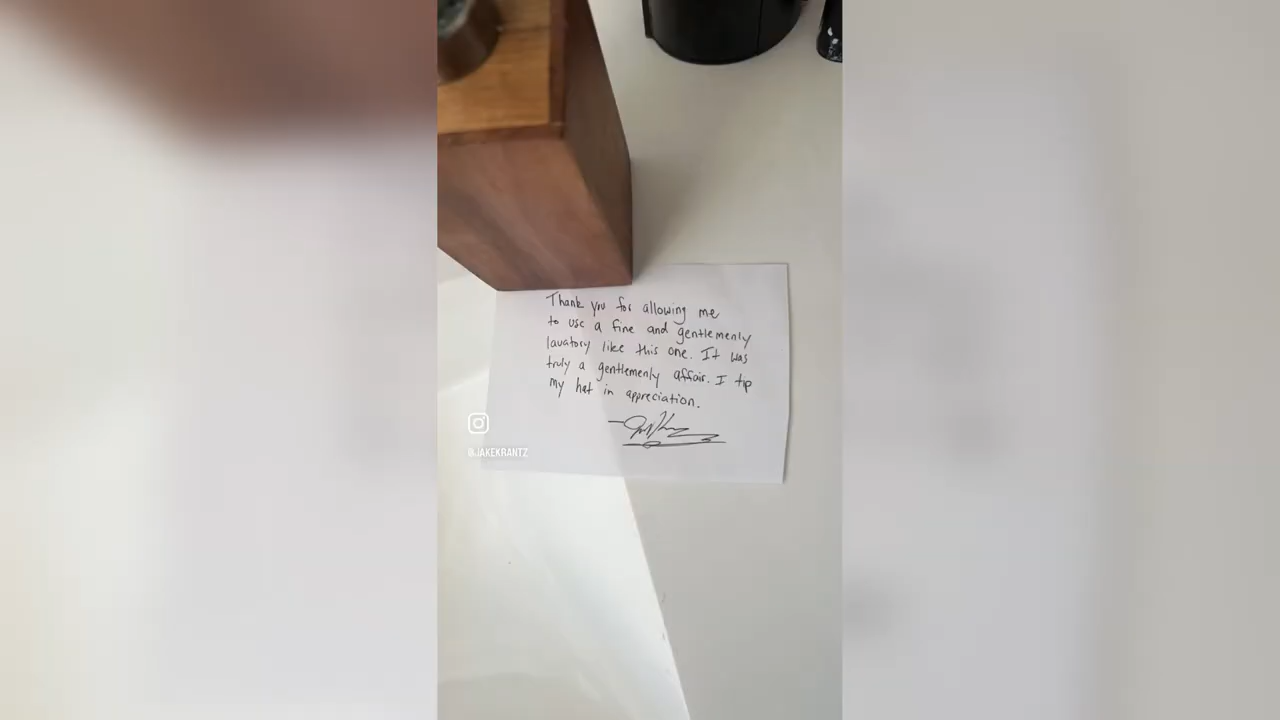 Thank you for allowing me
to use a fine and gentlemenly
lavatory like this one. It was
truly a gentlemenly affair. I tip
my hat in appreciation.
@JAKEKRANTZ